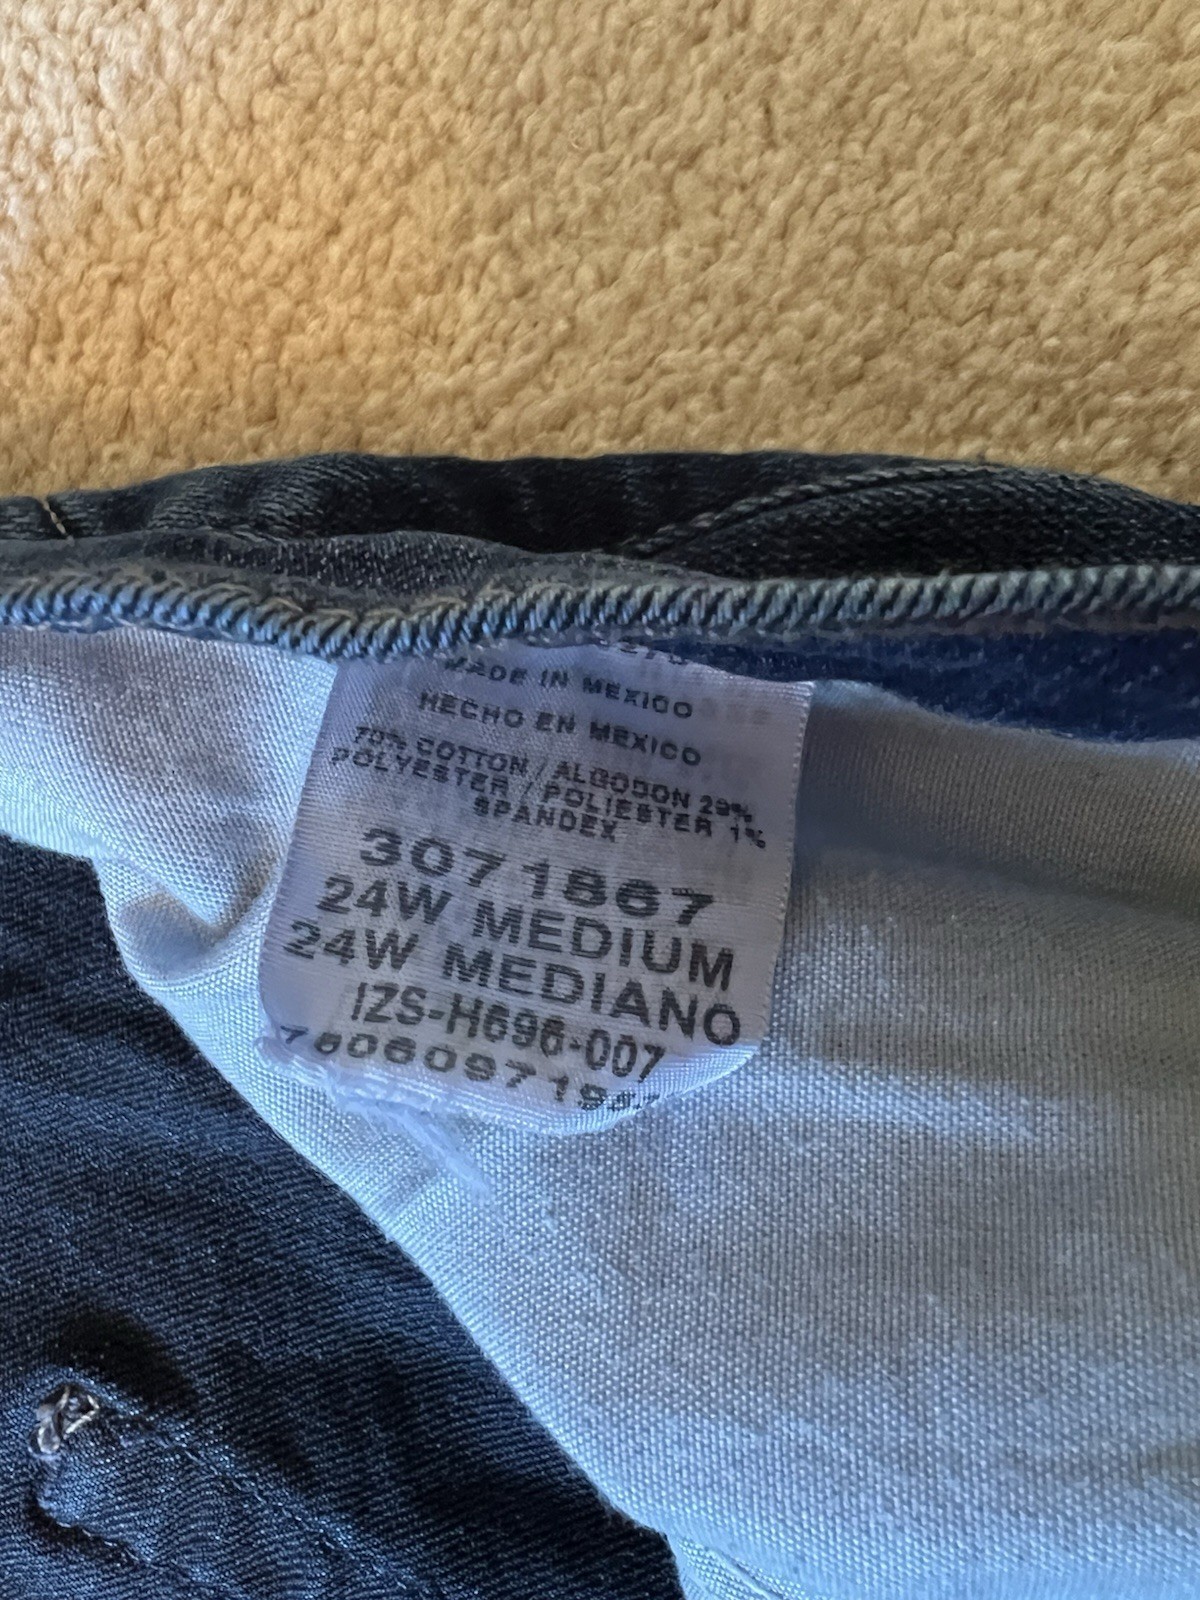 MADE IN MEXICO
HECHO EN MEXICO
70% COTTON / ALGODON 29%
POLYESTER / POLIESTER 1%
SPANDEX
3071867
24W MEDIUM
24W MEDIANO
IZS-H696-007